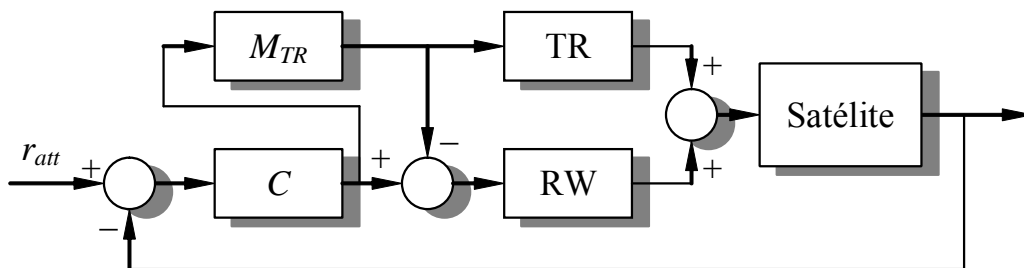 M_TR
TR
+
Satélite
r_att
+
C
+
−
RW
+
−